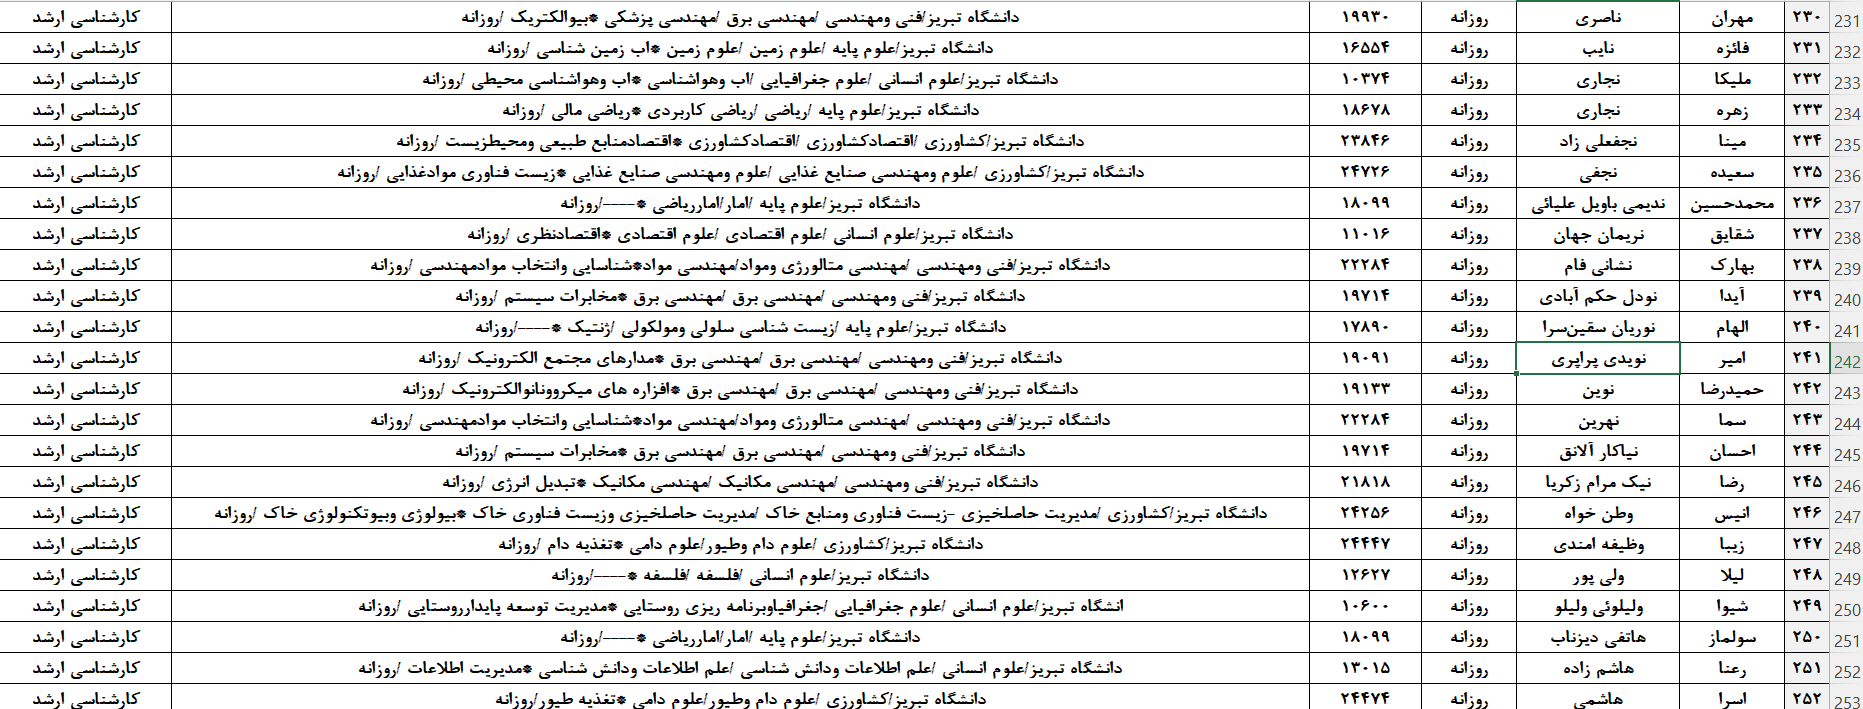 231 ۲۳۰ مهران ناصری روزانه ۱۹۹۳۰ دانشگاه تبریز/فنی ومهندسی /مهندسی برق /مهندسی پزشکی *بیوالکتریک /روزانه کارشناسی ارشد
232 ۲۳۱ فائزه نایب روزانه ۱۶۵۵۴ دانشگاه تبریز/علوم پایه /علوم زمین /علوم زمین *اب زمین شناسی /روزانه کارشناسی ارشد
233 ۲۳۲ ملیکا نجاری روزانه ۱۰۳۷۴ دانشگاه تبریز/علوم انسانی /علوم جغرافیایی /اب وهواشناسی *اب وهواشناسی محیطی /روزانه کارشناسی ارشد
234 ۲۳۳ زهره نجاری روزانه ۱۸۶۷۸ دانشگاه تبریز/علوم پایه /ریاضی /ریاضی کاربردی *ریاضی مالی /روزانه کارشناسی ارشد
235 ۲۳۴ مینا نجفعلی زاد روزانه ۲۳۸۴۶ دانشگاه تبریز/کشاورزی /اقتصادکشاورزی /اقتصادکشاورزی *اقتصادمنابع طبیعی ومحیطزیست /روزانه کارشناسی ارشد
236 ۲۳۵ سعیده نجفی روزانه ۲۴۷۲۶ دانشگاه تبریز/کشاورزی /علوم ومهندسی صنایع غذایی /علوم ومهندسی صنایع غذایی *زیست فناوری موادغذایی /روزانه کارشناسی ارشد
237 ۲۳۶ محمدحسین ندیمی باویل علیائی روزانه ۱۸۰۹۹ دانشگاه تبریز/علوم پایه /امار/امارریاضی *----/روزانه کارشناسی ارشد
238 ۲۳۷ شقایق نریمان جهان روزانه ۱۱۰۱۶ دانشگاه تبریز/علوم انسانی /علوم اقتصادی /علوم اقتصادی *اقتصادنظری /روزانه کارشناسی ارشد
239 ۲۳۸ بهارک نشانی فام روزانه ۲۲۲۸۴ دانشگاه تبریز/فنی ومهندسی /مهندسی متالورژی ومواد/مهندسی مواد*شناسایی وانتخاب موادمهندسی /روزانه کارشناسی ارشد
240 ۲۳۹ آیدا نودل حکم آبادی روزانه ۱۹۷۱۴ دانشگاه تبریز/فنی ومهندسی /مهندسی برق /مهندسی برق *مخابرات سیستم /روزانه کارشناسی ارشد
241 ۲۴۰ الهام نوریان سقین‌سرا روزانه ۱۷۸۹۰ دانشگاه تبریز/علوم پایه /زیست شناسی سلولی ومولکولی /ژنتیک *----/روزانه کارشناسی ارشد
242 ۲۴۱ امیر نویدی پراپری روزانه ۱۹۰۹۱ دانشگاه تبریز/فنی ومهندسی /مهندسی برق /مهندسی برق *مدارهای مجتمع الکترونیک /روزانه کارشناسی ارشد
243 ۲۴۲ حمیدرضا نوین روزانه ۱۹۱۳۳ دانشگاه تبریز/فنی ومهندسی /مهندسی برق /مهندسی برق *افزاره های میکروونانوالکترونیک /روزانه کارشناسی ارشد
244 ۲۴۳ سما نهرین روزانه ۲۲۲۸۴ دانشگاه تبریز/فنی ومهندسی /مهندسی متالورژی ومواد/مهندسی مواد*شناسایی وانتخاب موادمهندسی /روزانه کارشناسی ارشد
245 ۲۴۴ احسان نیاکار آلانق روزانه ۱۹۷۱۴ دانشگاه تبریز/فنی ومهندسی /مهندسی برق /مهندسی برق *مخابرات سیستم /روزانه کارشناسی ارشد
246 ۲۴۵ رضا نیک مرام زکریا روزانه ۲۱۸۱۸ دانشگاه تبریز/فنی ومهندسی /مهندسی مکانیک /مهندسی مکانیک *تبدیل انرژی /روزانه کارشناسی ارشد
247 ۲۴۶ انیس وطن خواه روزانه ۲۴۲۵۶ دانشگاه تبریز/کشاورزی /مدیریت حاصلخیزی -زیست فناوری ومنابع خاک /مدیریت حاصلخیزی وزیست فناوری خاک *بیولوژی وبیوتکنولوژی خاک /روزانه کارشناسی ارشد
248 ۲۴۷ زیبا وظیفه امندی روزانه ۲۴۴۴۷ دانشگاه تبریز/کشاورزی /علوم دام وطیور/علوم دامی *تغذیه دام /روزانه کارشناسی ارشد
249 ۲۴۸ لیلا ولی پور روزانه ۱۲۶۲۷ دانشگاه تبریز/علوم انسانی /فلسفه /فلسفه *----/روزانه کارشناسی ارشد
250 ۲۴۹ شیوا ولیلوئی ولیلو روزانه ۱۰۶۰۰ انشگاه تبریز/علوم انسانی /علوم جغرافیایی /جغرافیاوبرنامه ریزی روستایی *مدیریت توسعه پایدارروستایی /روزانه کارشناسی ارشد
251 ۲۵۰ سولماز هاتفی دیزناب روزانه ۱۸۰۹۹ دانشگاه تبریز/علوم پایه /امار/امارریاضی *----/روزانه کارشناسی ارشد
252 ۲۵۱ رعنا هاشم زاده روزانه ۱۳۰۱۵ دانشگاه تبریز/علوم انسانی /علم اطلاعات ودانش شناسی /علم اطلاعات ودانش شناسی *مدیریت اطلاعات /روزانه کارشناسی ارشد
253 ۲۵۲ اسرا هاشمی روزانه ۲۴۴۷۴ دانشگاه تبریز/کشاورزی /علوم دام وطیور/علوم دامی *تغذیه طیور/روزانه کارشناسی ارشد